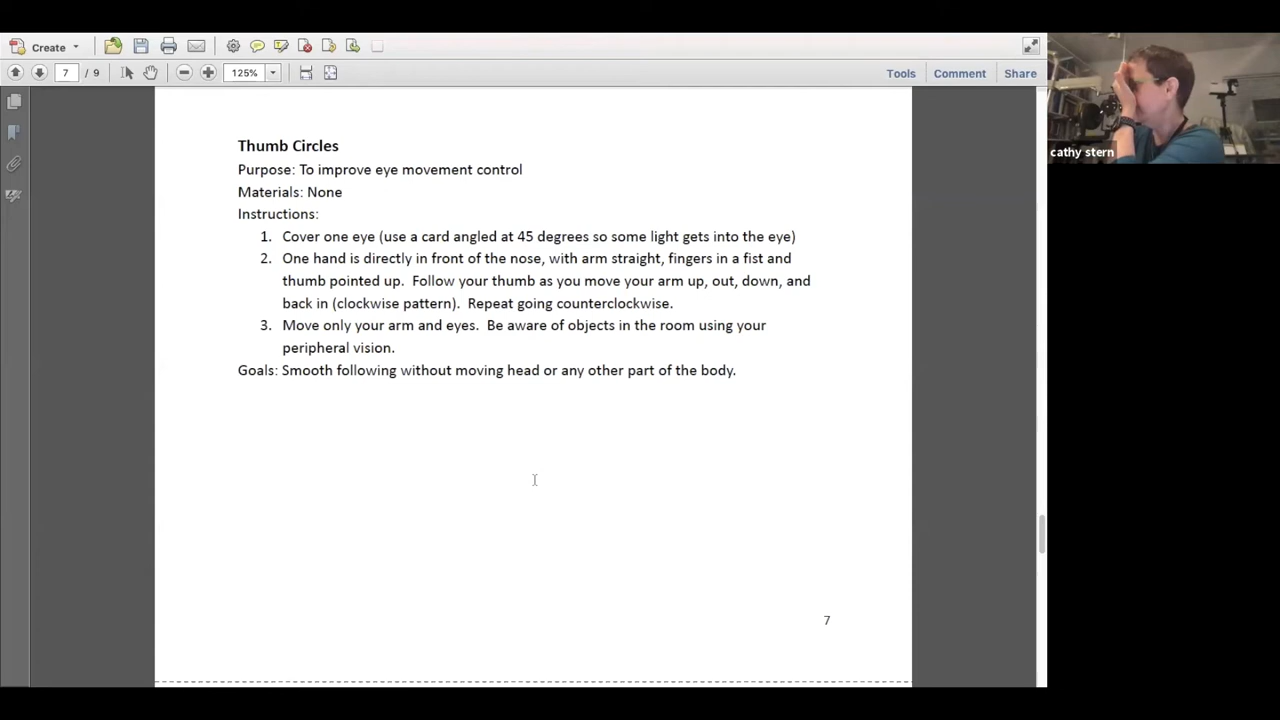 Create
7 / 9
125%
Tools
Comment
Share
Thumb Circles
Purpose: To improve eye movement control
Materials: None
Instructions:
1. Cover one eye (use a card angled at 45 degrees so some light gets into the eye)
2. One hand is directly in front of the nose, with arm straight, fingers in a fist and
thumb pointed up. Follow your thumb as you move your arm up, out, down, and
back in (clockwise pattern). Repeat going counterclockwise.
3. Move only your arm and eyes. Be aware of objects in the room using your
peripheral vision.
Goals: Smooth following without moving head or any other part of the body.
7
cathy stern